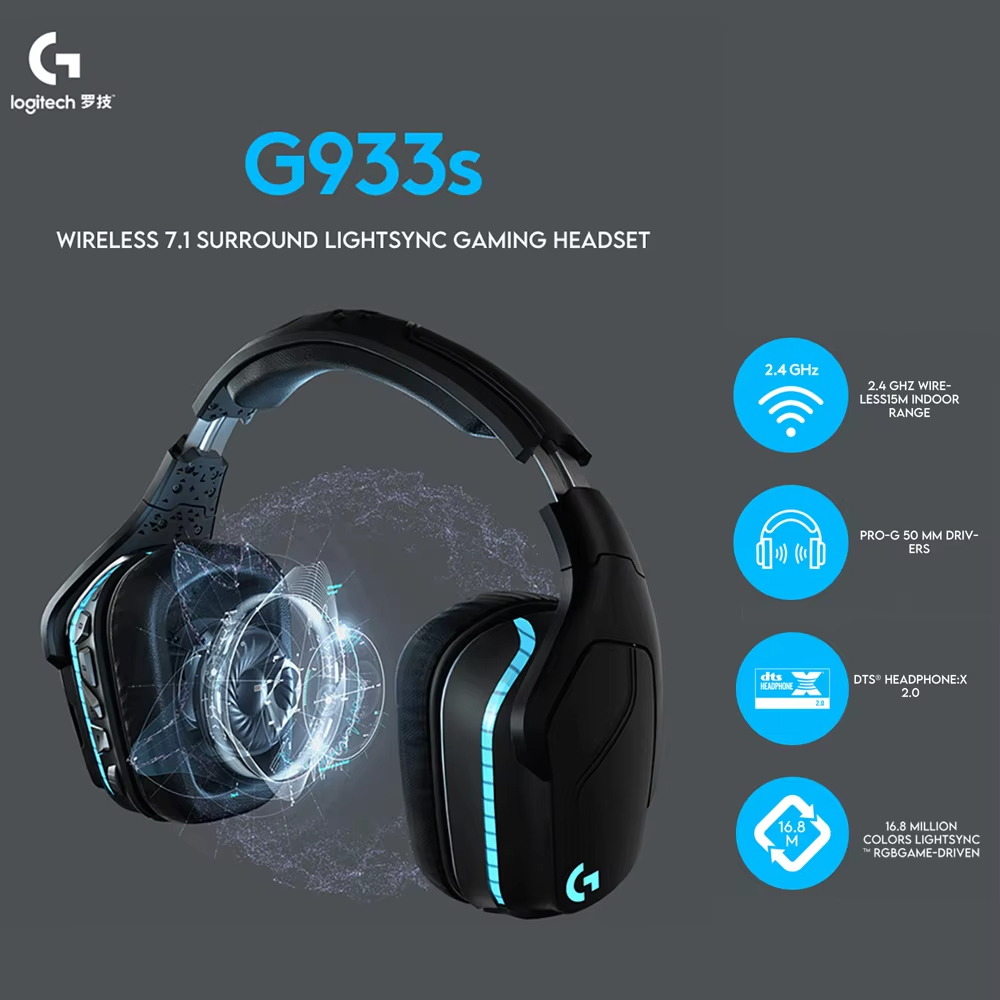 logitech 罗技™
G933s
WIRELESS 7.1 SURROUND LIGHTSYNC GAMING HEADSET
2.4 GHz
2.4 GHZ WIRE-
LESS15M INDOOR
RANGE
PRO-G 50 MM DRIV-
ERS
dts
HEADPHONE X
2.0
DTS® HEADPHONE:X
2.0
16.8
M
16.8 MILLION
COLORS LIGHTSYNC
™ RGBGAME-DRIVEN